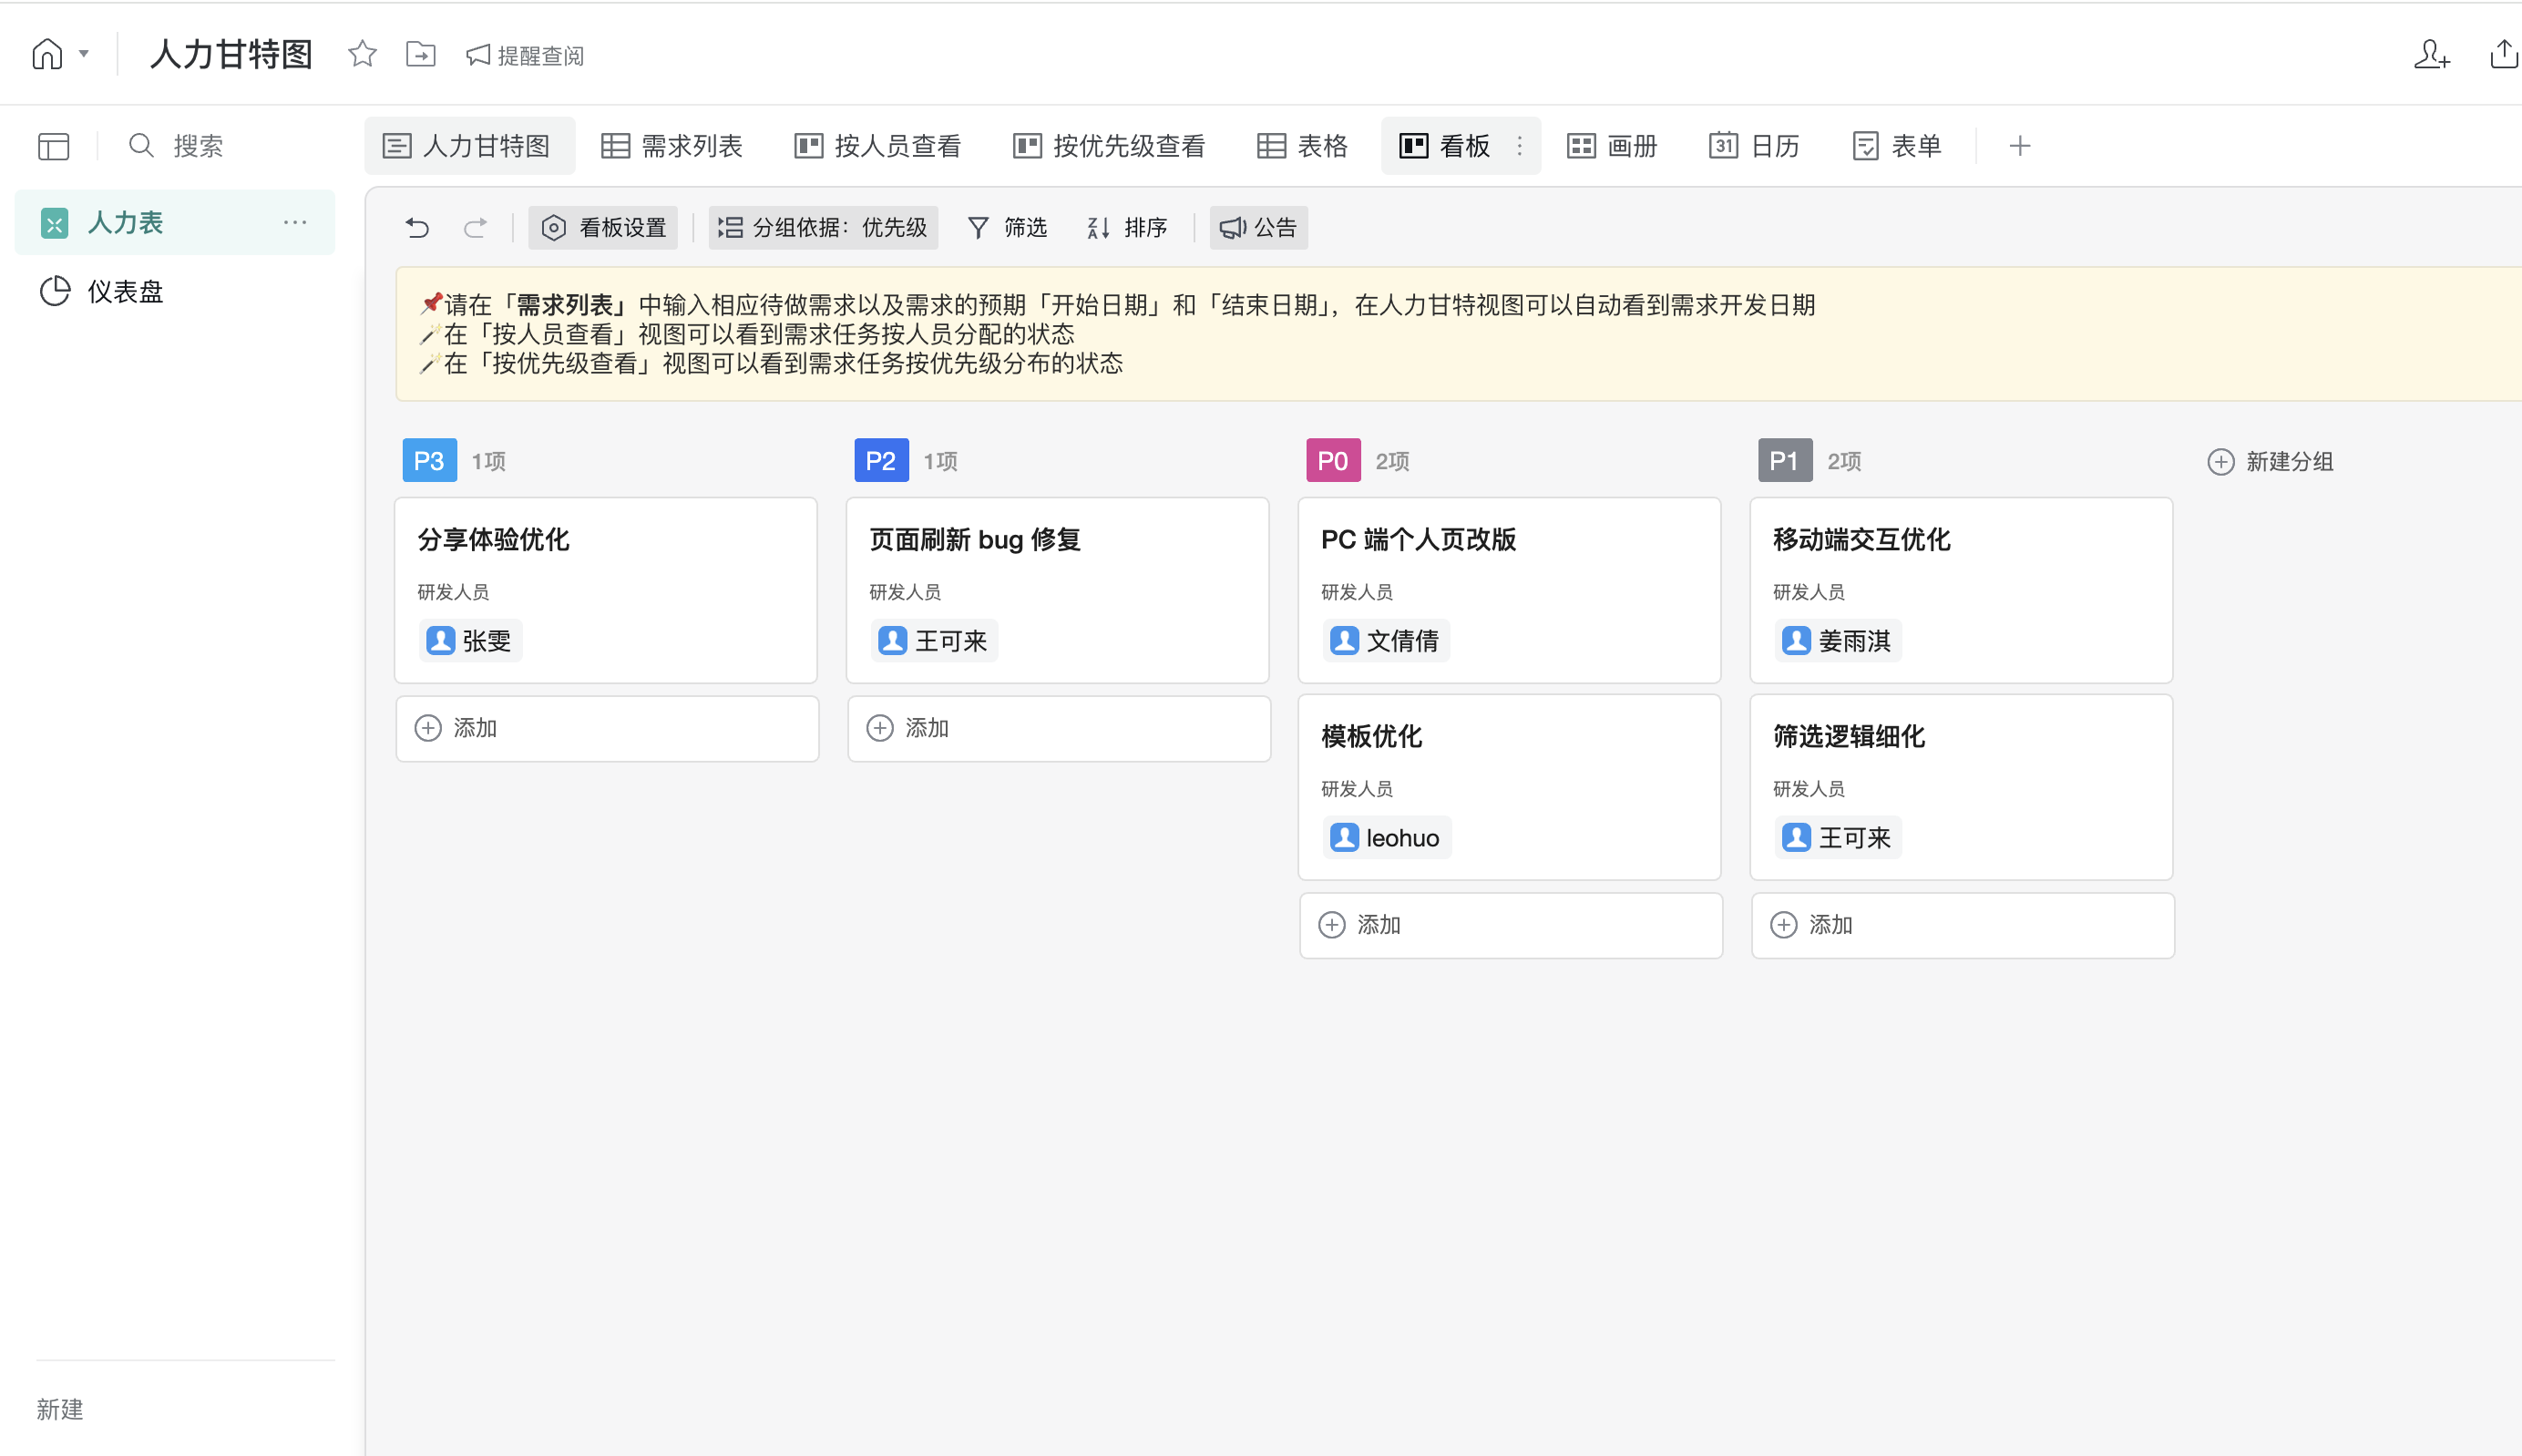 人力甘特图
提醒查阅
搜索
人力甘特图
需求列表
按人员查看
按优先级查看
表格
看板
画册
31 日历
表单
人力表
仪表盘
看板设置
分组依据：优先级
筛选
排序
公告
请在「需求列表」中输入相应待做需求以及需求的预期「开始日期」和「结束日期」，在人力甘特视图可以自动看到需求开发日期
在「按人员查看」视图可以看到需求任务按人员分配的状态
在「按优先级查看」视图可以看到需求任务按优先级分布的状态
P3 1项
分享体验优化
研发人员
张雯
添加
P2 1项
页面刷新 bug 修复
研发人员
王可来
添加
P0 2项
PC 端个人页改版
研发人员
文倩倩
模板优化
研发人员
leohuo
添加
P1 2项
移动端交互优化
研发人员
姜雨淇
筛选逻辑细化
研发人员
王可来
添加
新建分组
新建